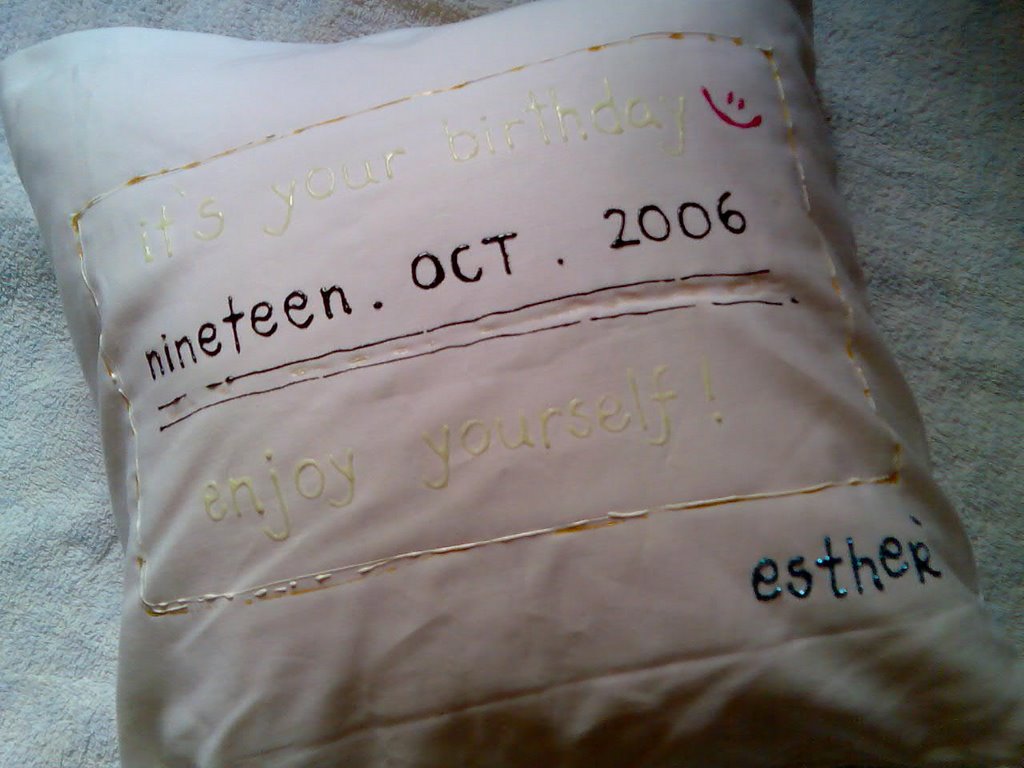 it's your birthday
nineteen. OCT. 2006
enjoy yourself!
esther